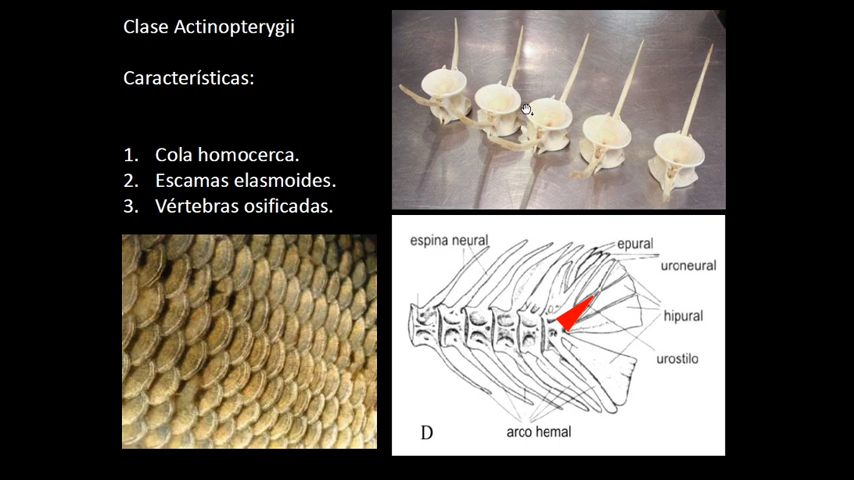 Clase Actinopterygii
Características:
1. Cola homocerca.
2. Escamas elasmoides.
3. Vértebras osificadas.
espina neural
epural
uroneural
hipural
urostilo
arco hemal
D